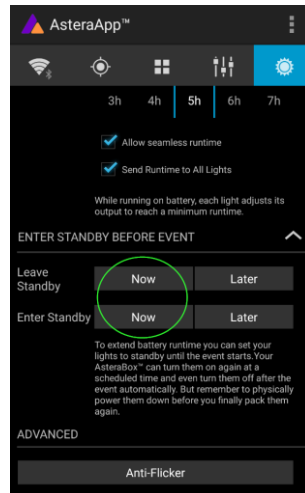 AsteraApp™
3h 4h 5h 6h 7h
Allow seamless runtime
Send Runtime to All Lights
While running on battery, each light adjusts its
output to reach a minimum runtime.
ENTER STANDBY BEFORE EVENT
Leave
Standby
Now Later
Enter Standby Now Later
To extend battery runtime you can set your
lights to standby until the event starts.Your
AsteraBox™ can turn them on again at a
scheduled time and even turn them off after the
event automatically. But remember to physically
power them down before you finally pack them
again.
ADVANCED
Anti-Flicker